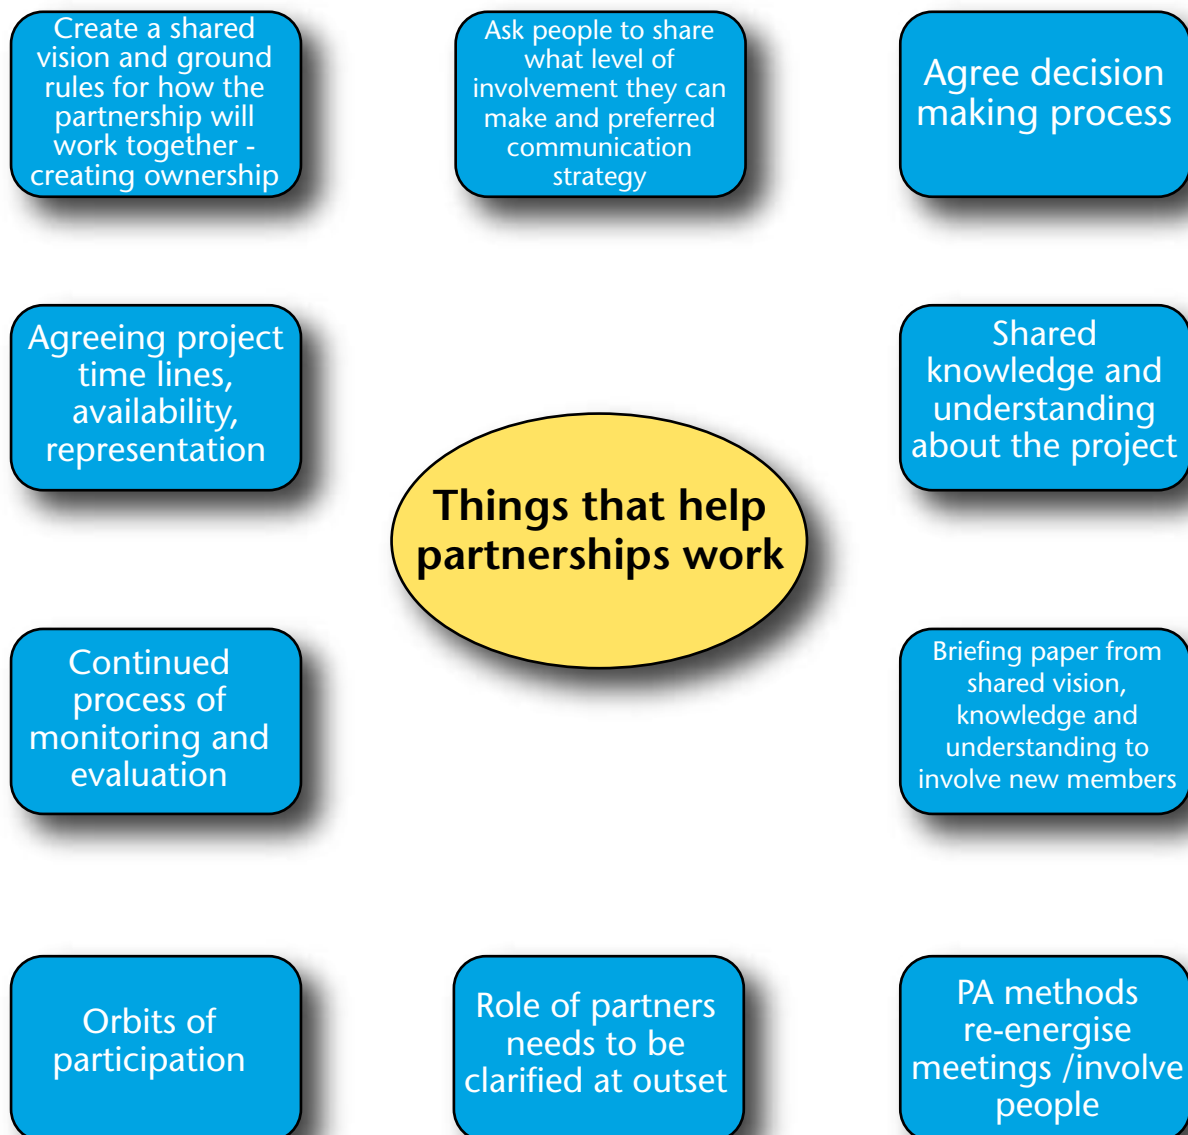 Create a shared
vision and ground
rules for how the
partnership will
work together -
creating ownership
Ask people to share
what level of
involvement they can
make and preferred
communication
strategy
Agree decision
making process
Agreeing project
time lines,
availability,
representation
Shared
knowledge and
understanding
about the project
Things that help
partnerships work
Continued
process of
monitoring and
evaluation
Briefing paper from
shared vision,
knowledge and
understanding to
involve new members
Orbits of
participation
Role of partners
needs to be
clarified at outset
PA methods
re-energise
meetings /involve
people